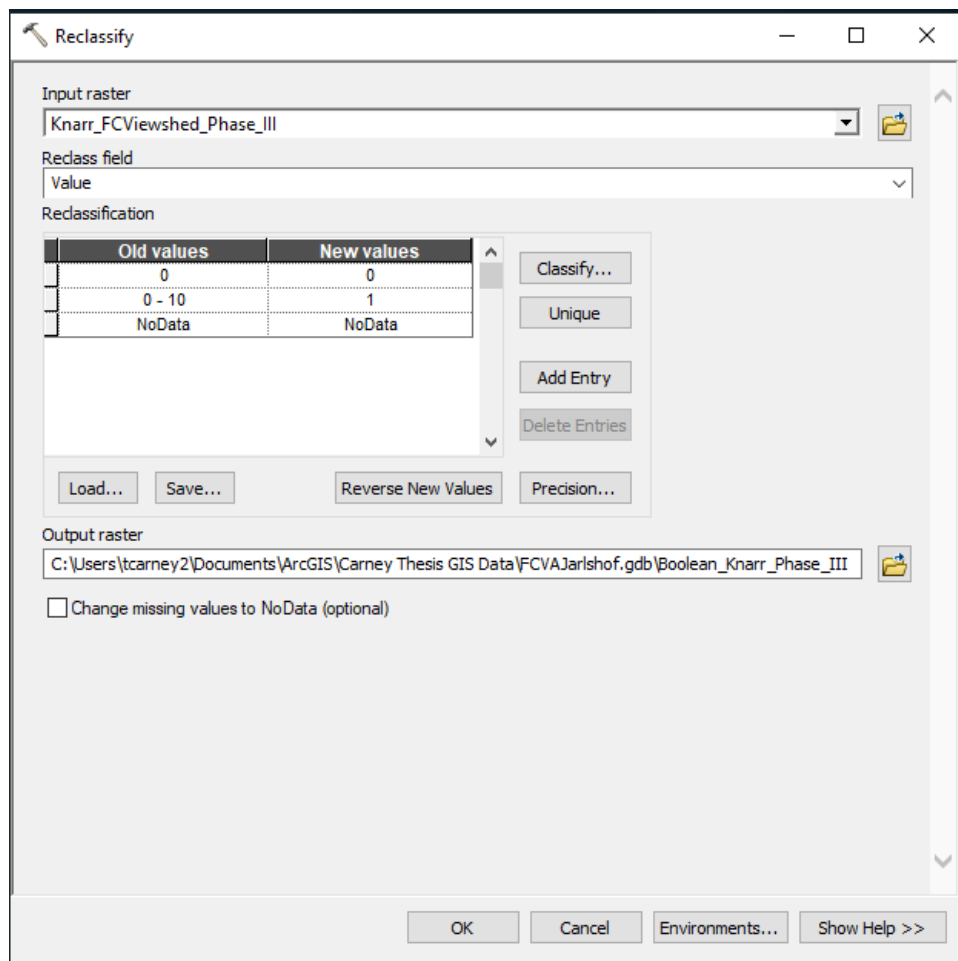 Reclassify
Input raster
Knarr_FCViewshed_Phase_III
Reclass field
Value
Reclassification
Old values New values
0 0
0 - 10 1
NoData NoData
Classify...
Unique
Add Entry
Delete Entries
Load... Save... Reverse New Values Precision...
Output raster
C:\Users\tcarney2\Documents\ArcGIS\Carney Thesis GIS Data\FCVAJarlshof.gdb\Boolean_Knarr_Phase_III
Change missing values to NoData (optional)
OK Cancel Environments... Show Help >>